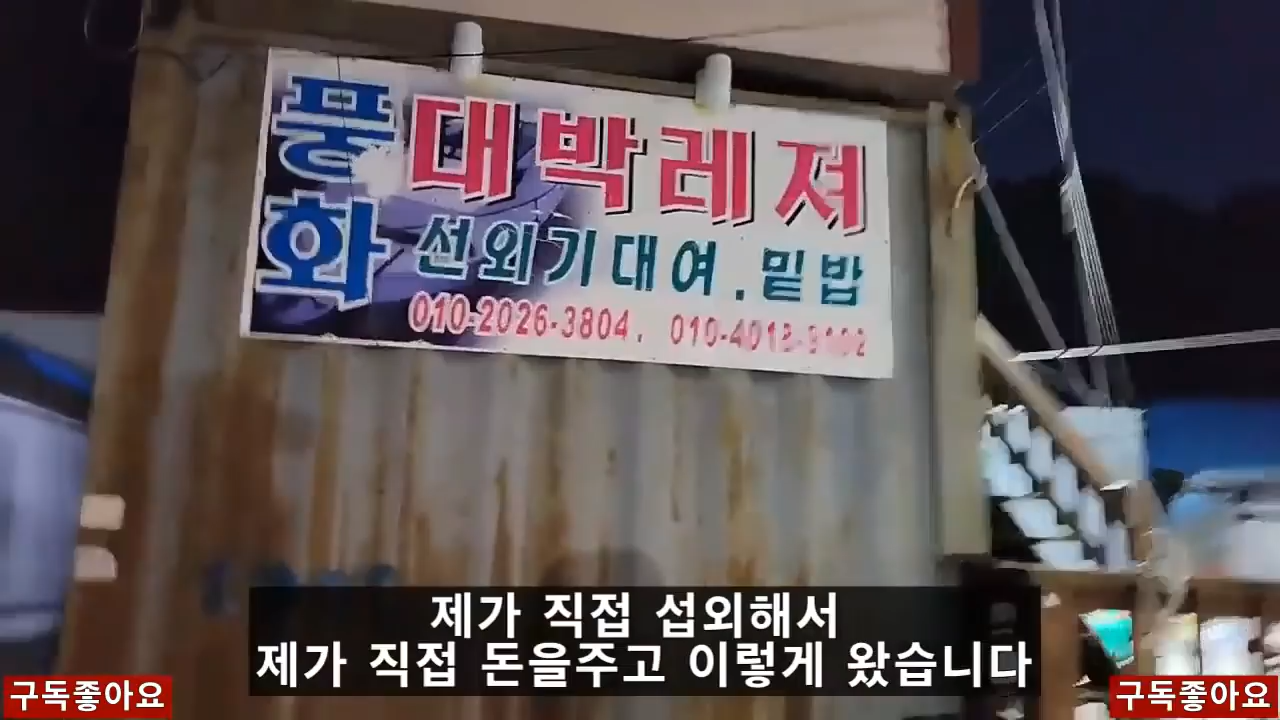 풍화
대박레져
선외기대여.밑밥
010-2026-3804,
제가 직접 섭외해서
제가 직접 돈을주고 이렇게 왔습니다
구독좋아요
구독좋아요